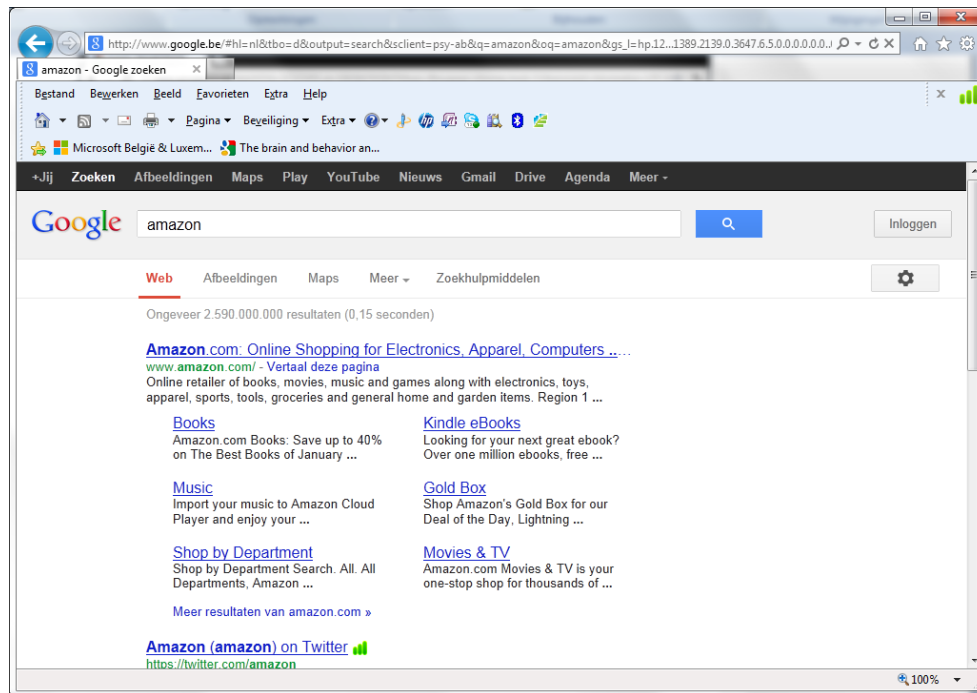 http://www.google.be/#hl=nl&tbo=d&output=search&sclient=psy-ab&q=amazon&oq=amazon&gs_l=hp.12...1389.2139.0.3647.6.5.0.0.0.0.0.0..
amazon - Google zoeken
Bestand Bewerken Beeld Favorieten Extra Help
Pagina Beveiliging Extra
Microsoft België & Luxem... The brain and behavior an...
+Jij Zoeken Afbeeldingen Maps Play YouTube Nieuws Gmail Drive Agenda Meer
Google amazon Inloggen
Web Afbeeldingen Maps Meer Zoekhulpmiddelen
Ongeveer 2.590.000.000 resultaten (0,15 seconden)
Amazon.com: Online Shopping for Electronics, Apparel, Computers .. ...
www.amazon.com/ - Vertaal deze pagina
Online retailer of books, movies, music and games along with electronics, toys,
apparel, sports, tools, groceries and general home and garden items. Region 1 ...
Books
Amazon.com Books: Save up to 40%
on The Best Books of January ...
Kindle eBooks
Looking for your next great ebook?
Over one million ebooks, free ...
Music
Import your music to Amazon Cloud
Player and enjoy your ...
Gold Box
Shop Amazon's Gold Box for our
Deal of the Day, Lightning ...
Shop by Department
Shop by Department Search. All. All
Departments, Amazon ...
Movies & TV
Amazon.com Movies & TV is your
one-stop shop for thousands of ...
Meer resultaten van amazon.com »
Amazon (amazon) on Twitter
https://twitter.com/amazon
100%